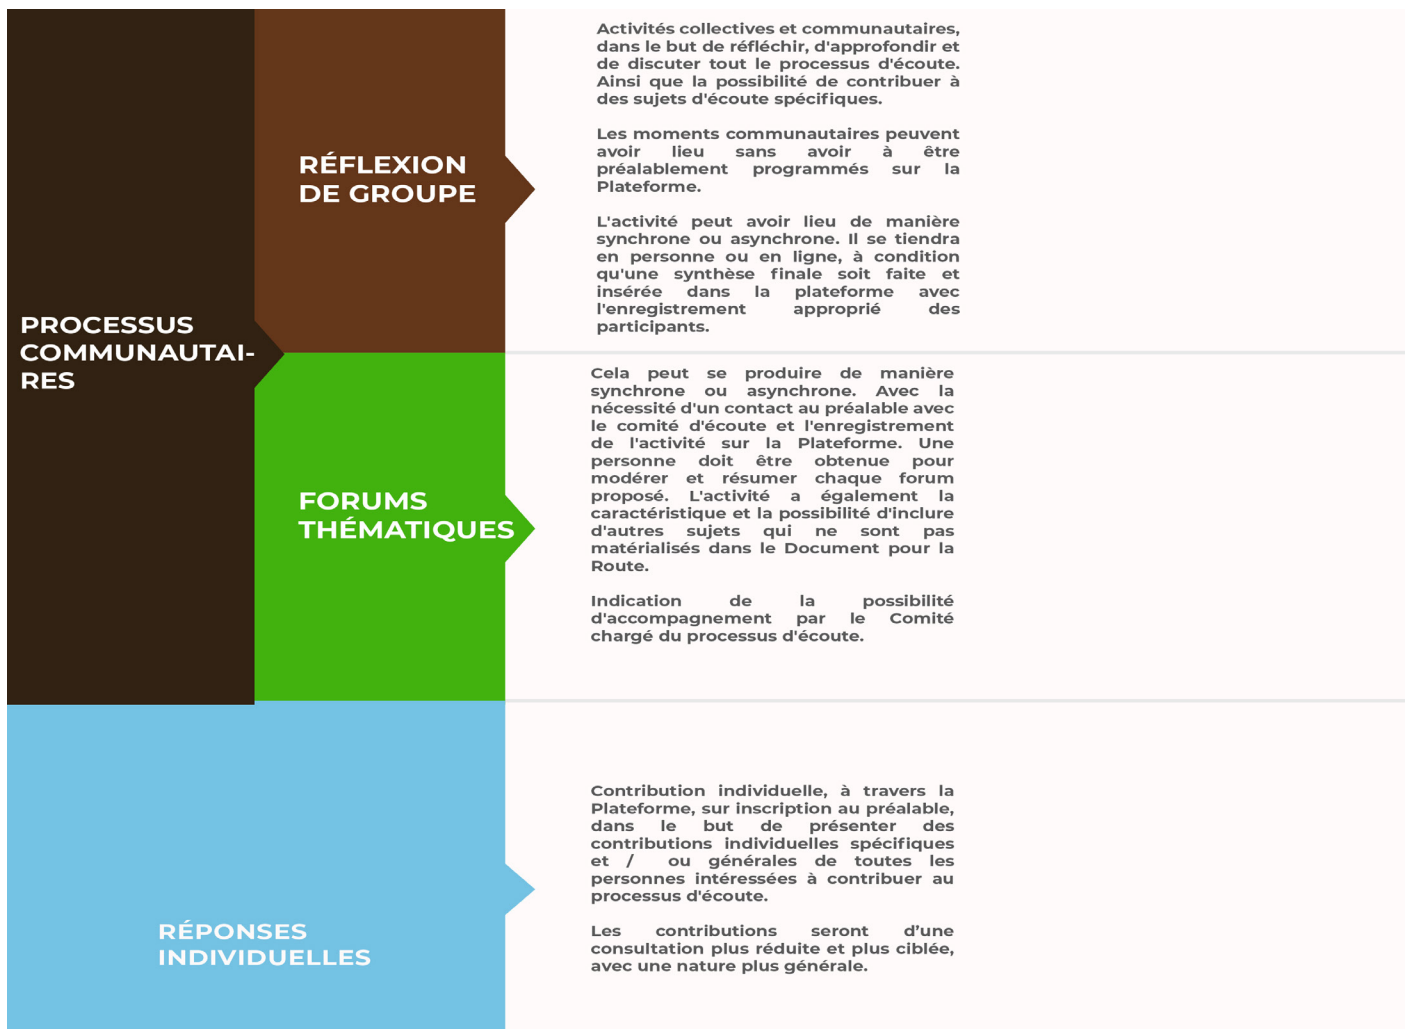 PROCESSUS
COMMUNAUTAI-
RES
RÉFLEXION
DE GROUPE
Activités collectives et communautaires,
dans le but de réfléchir, d'approfondir et
de discuter tout le processus d'écoute.
Ainsi que la possibilité de contribuer à
des sujets d'écoute spécifiques.
Les moments communautaires peuvent
avoir lieu sans avoir à être
préalablement programmés sur la
Plateforme.
L'activité peut avoir lieu de manière
synchrone ou asynchrone. Il se tiendra
en personne ou en ligne, à condition
qu'une synthèse finale soit faite et
insérée dans la plateforme avec
l'enregistrement approprié des
participants.
FORUMS
THÉMATIQUES
Cela peut se produire de manière
synchrone ou asynchrone. Avec la
nécessité d'un contact au préalable avec
le comité d'écoute et l'enregistrement
de l'activité sur la Plateforme. Une
personne doit être obtenue pour
modérer et résumer chaque forum
proposé. L'activité a également la
caractéristique et la possibilité d'inclure
d'autres sujets qui ne sont pas
matérialisés dans le Document pour la
Route.
Indication de la possibilité
d'accompagnement par le Comité
chargé du processus d'écoute.
RÉPONSES
INDIVIDUELLES
Contribution individuelle, à travers la
Plateforme, sur inscription au préalable,
dans le but de présenter des
contributions individuelles spécifiques
et / ou générales de toutes les
personnes intéressées à contribuer au
processus d'écoute.
Les contributions seront d’une
consultation plus réduite et plus ciblée,
avec une nature plus générale.